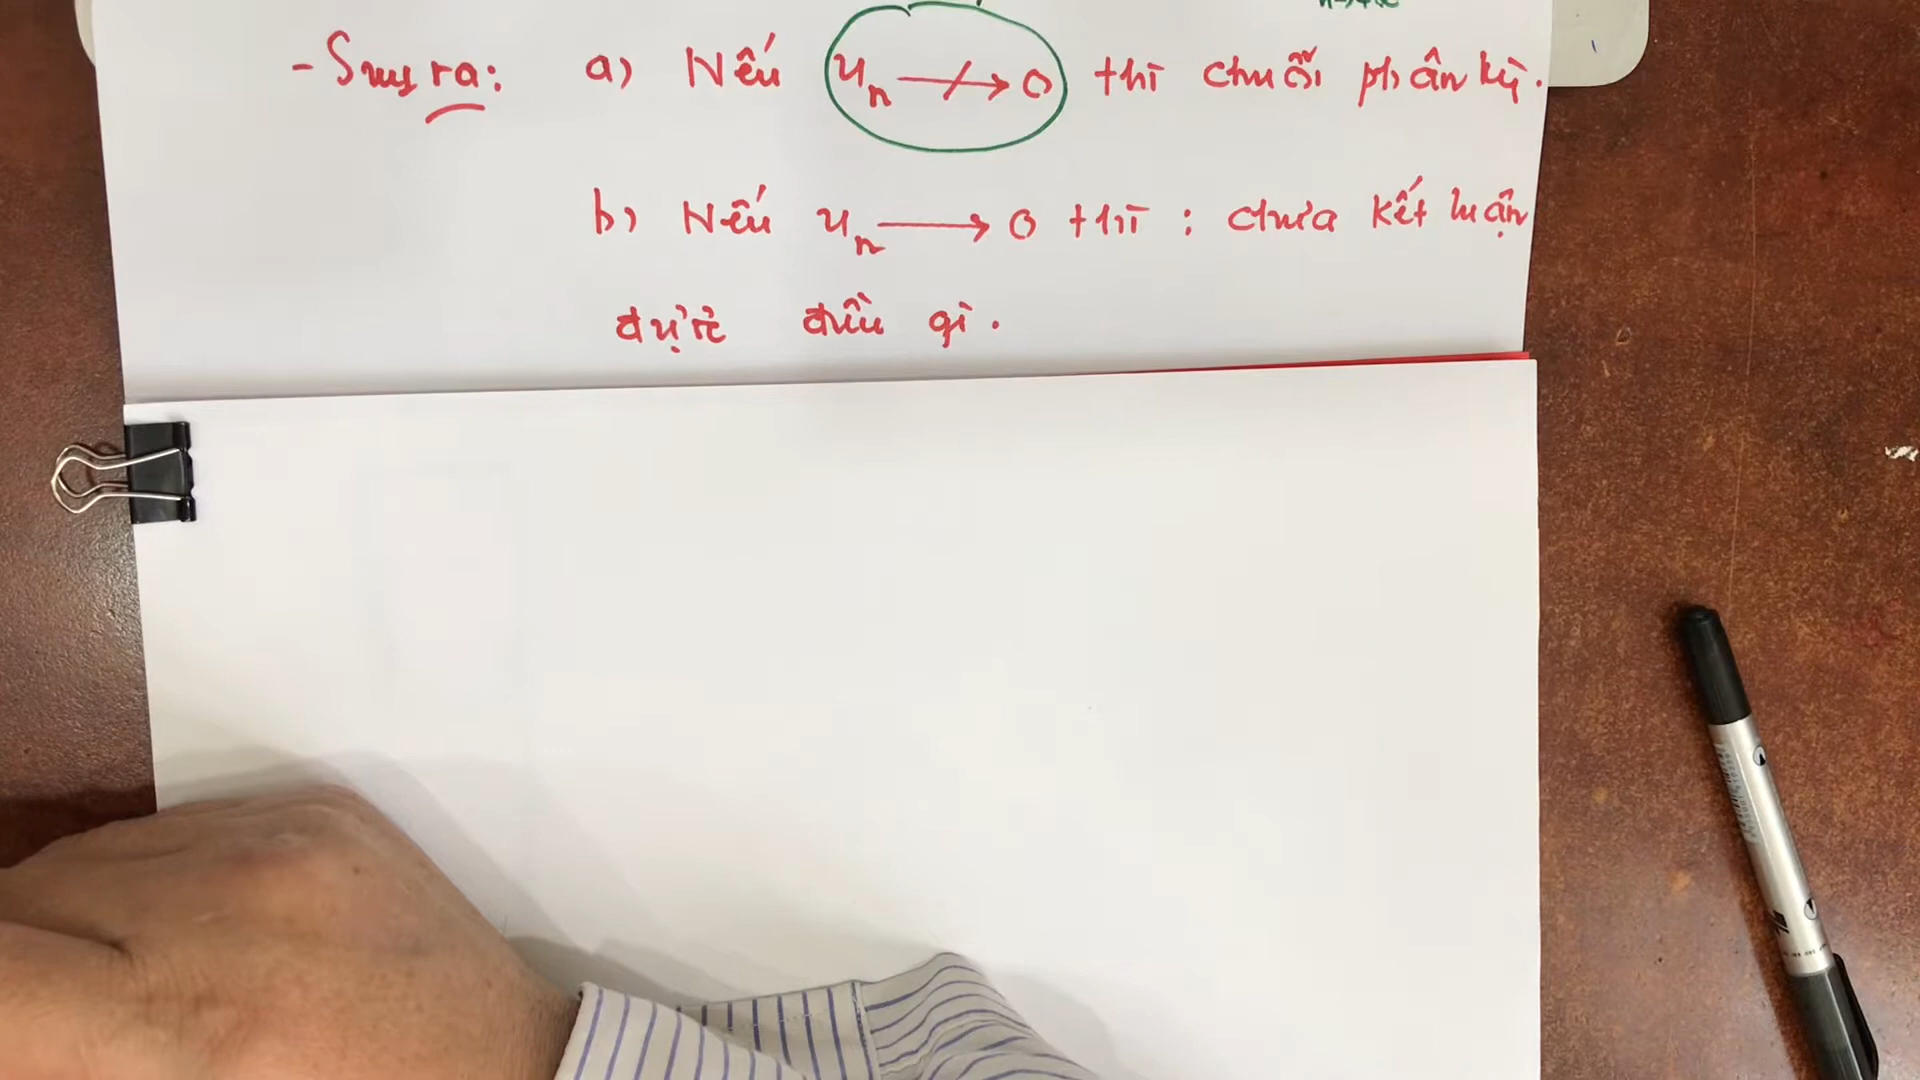 n→+∞
- Suy ra: a) Nếu uₙ ↛ 0 thì chuỗi phân kỳ.
b) Nếu uₙ → 0 thì : chưa kết luận
được điều gì.